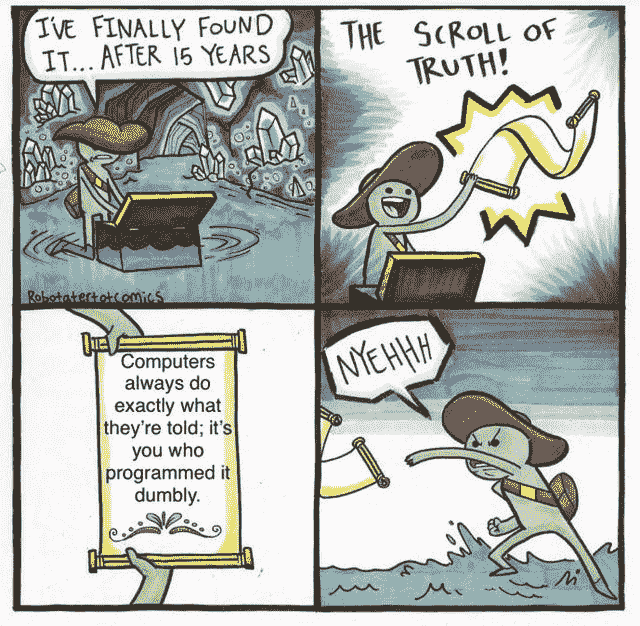 I'VE FINALLY FOUND
IT... AFTER 15 YEARS
THE SCROLL OF
TRUTH!
Robotatertotcomics
Computers
always do
exactly what
they're told; it's
you who
programmed it
dumbly.
NYEHHH